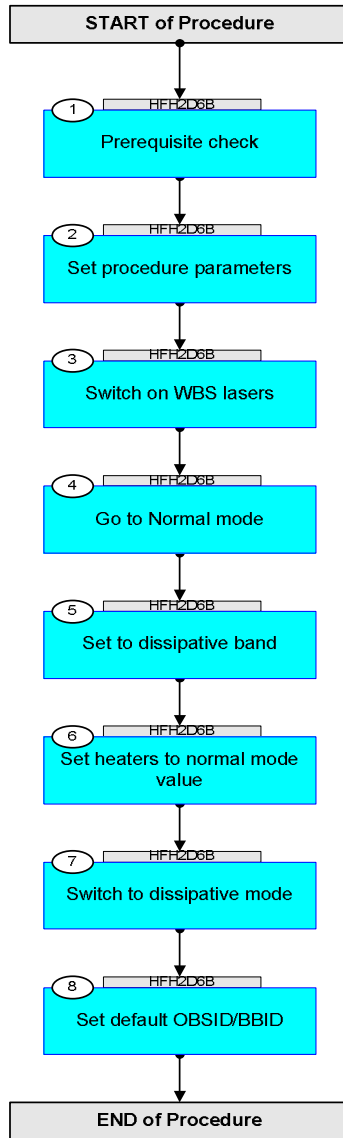 START of Procedure
HFH2D6B
1
Prerequisite check
HFH2D6B
2
Set procedure parameters
HFH2D6B
3
Switch on WBS lasers
HFH2D6B
4
Go to Normal mode
HFH2D6B
5
Set to dissipative band
HFH2D6B
6
Set heaters to normal mode
value
HFH2D6B
7
Switch to dissipative mode
HFH2D6B
8
Set default OBSID/BBID
END of Procedure